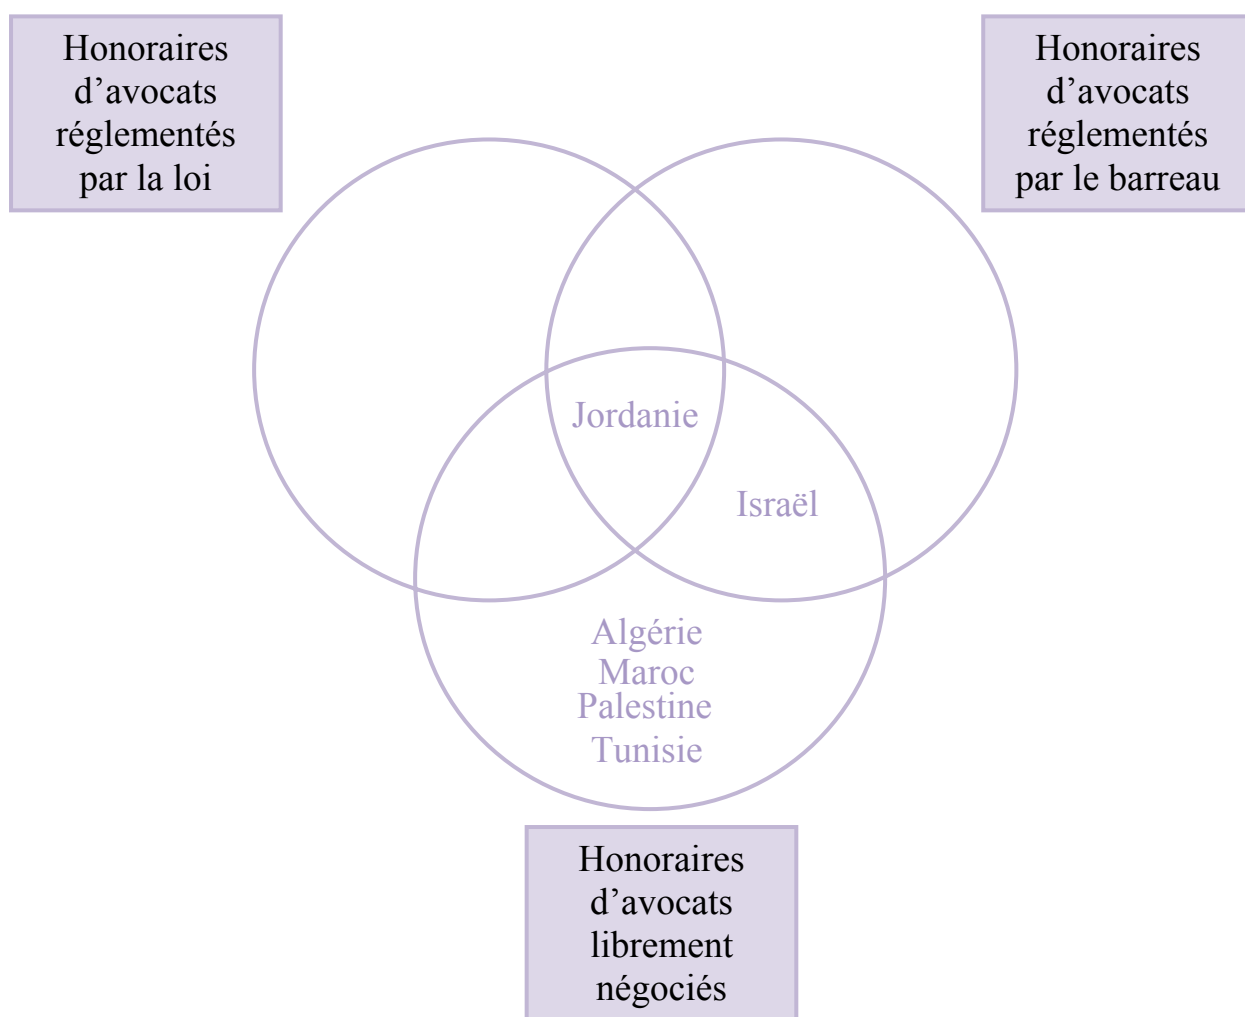 Honoraires
d’avocats
réglementés
par la loi
Honoraires
d’avocats
réglementés
par le barreau
Jordanie
Israël
Algérie
Maroc
Palestine
Tunisie
Honoraires
d’avocats
librement
négociés